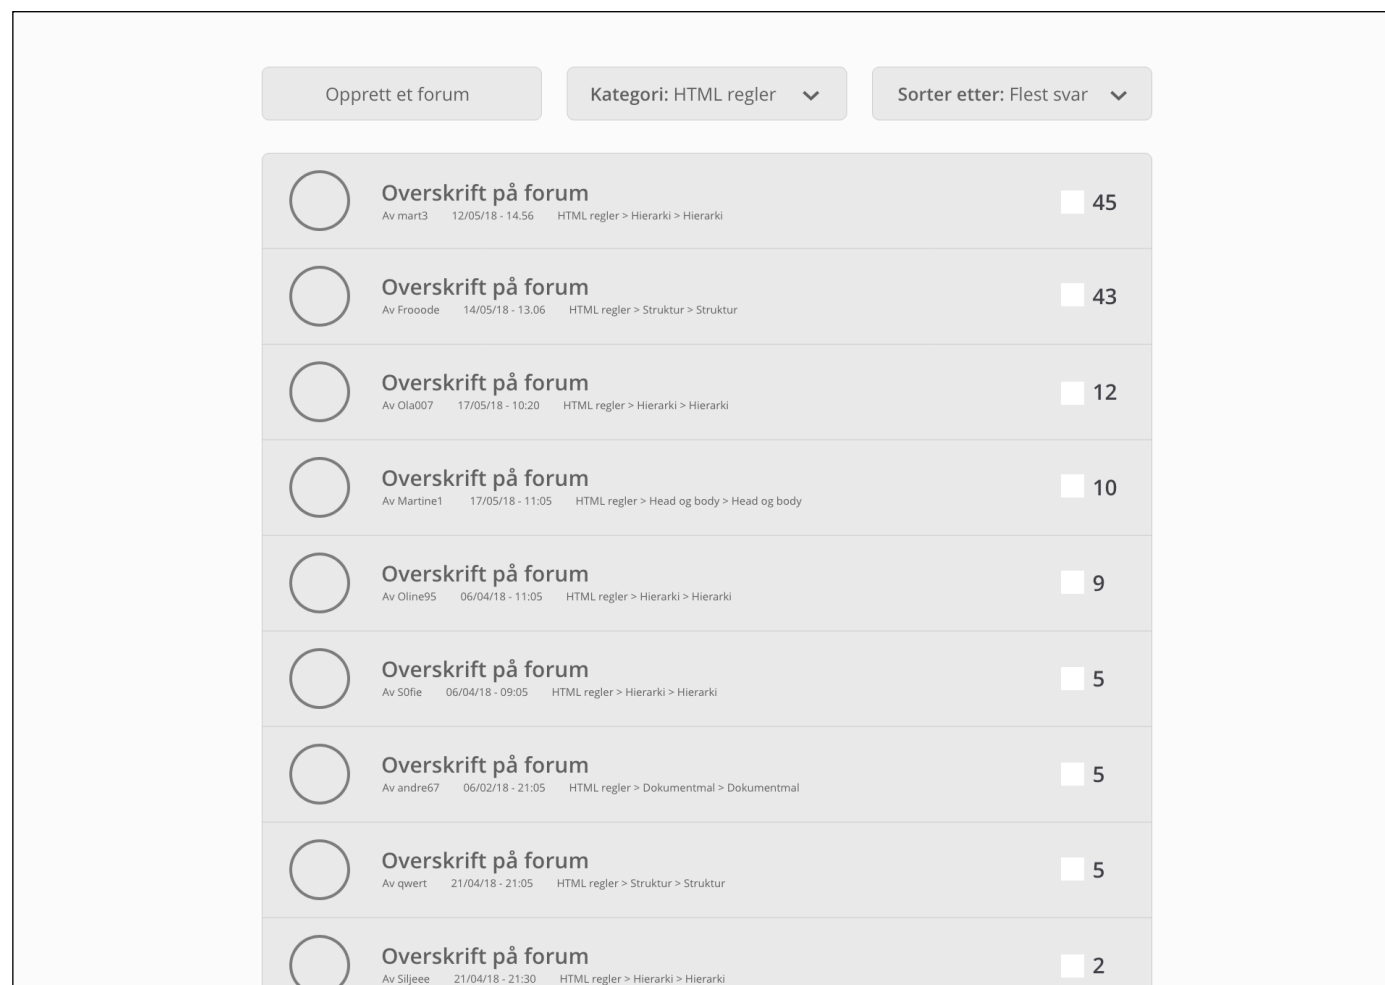 Opprett et forum
Kategori: HTML regler
Sorter etter: Flest svar
Overskrift på forum
Av mart3 12/05/18 - 14.56 HTML regler > Hierarki > Hierarki
45
Overskrift på forum
Av Frooode 14/05/18 - 13.06 HTML regler > Struktur > Struktur
43
Overskrift på forum
Av Ola007 17/05/18 - 10:20 HTML regler > Hierarki > Hierarki
12
Overskrift på forum
Av Martine1 17/05/18 - 11:05 HTML regler > Head og body > Head og body
10
Overskrift på forum
Av Oline95 06/04/18 - 11:05 HTML regler > Hierarki > Hierarki
9
Overskrift på forum
Av S0fie 06/04/18 - 09:05 HTML regler > Hierarki > Hierarki
5
Overskrift på forum
Av andre67 06/02/18 - 21:05 HTML regler > Dokumentmal > Dokumentmal
5
Overskrift på forum
Av qwert 21/04/18 - 21:05 HTML regler > Struktur > Struktur
5
Overskrift på forum
Av Siljeee 21/04/18 - 21:30 HTML regler > Hierarki > Hierarki
2